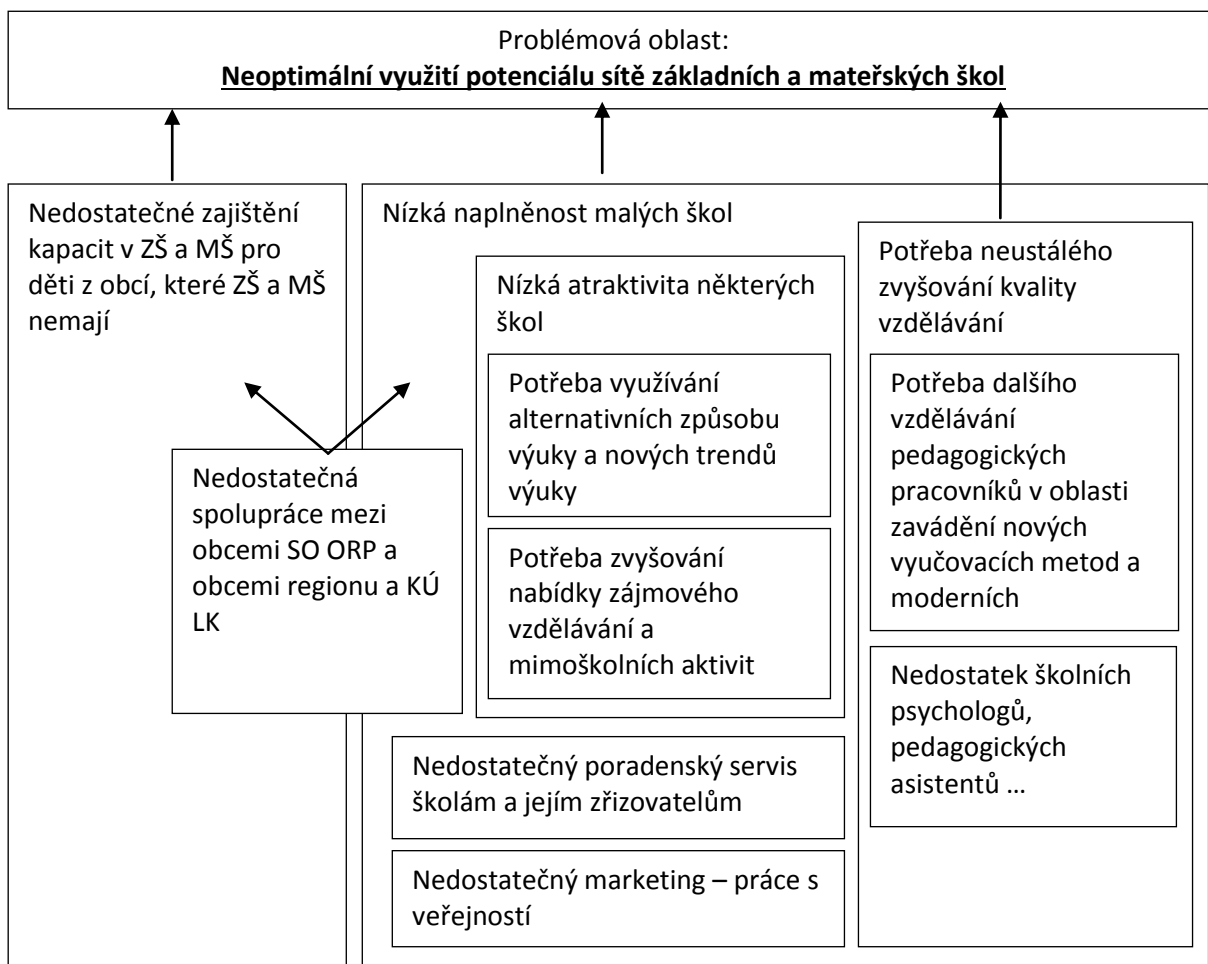 Problémová oblast:
Neoptimální využití potenciálu sítě základních a mateřských škol
Nedostatečné zajištění
kapacit v ZŠ a MŠ pro
děti z obcí, které ZŠ a MŠ
nemají
Nedostatečná
spolupráce mezi
obcemi SO ORP a
obcemi regionu a KÚ
LK
Nízká naplněnost malých škol
Nízká atraktivita některých
škol
Potřeba využívání
alternativních způsobu
výuky a nových trendů
výuky
Potřeba zvyšování
nabídky zájmového
vzdělávání a
mimoškolních aktivit
Nedostatečný poradenský servis
školám a jejím zřizovatelům
Nedostatečný marketing – práce s
veřejností
Potřeba neustálého
zvyšování kvality
vzdělávání
Potřeba dalšího
vzdělávání
pedagogických
pracovníků v oblasti
zavádění nových
vyučovacích metod a
moderních
Nedostatek školních
psychologů,
pedagogických
asistentů …